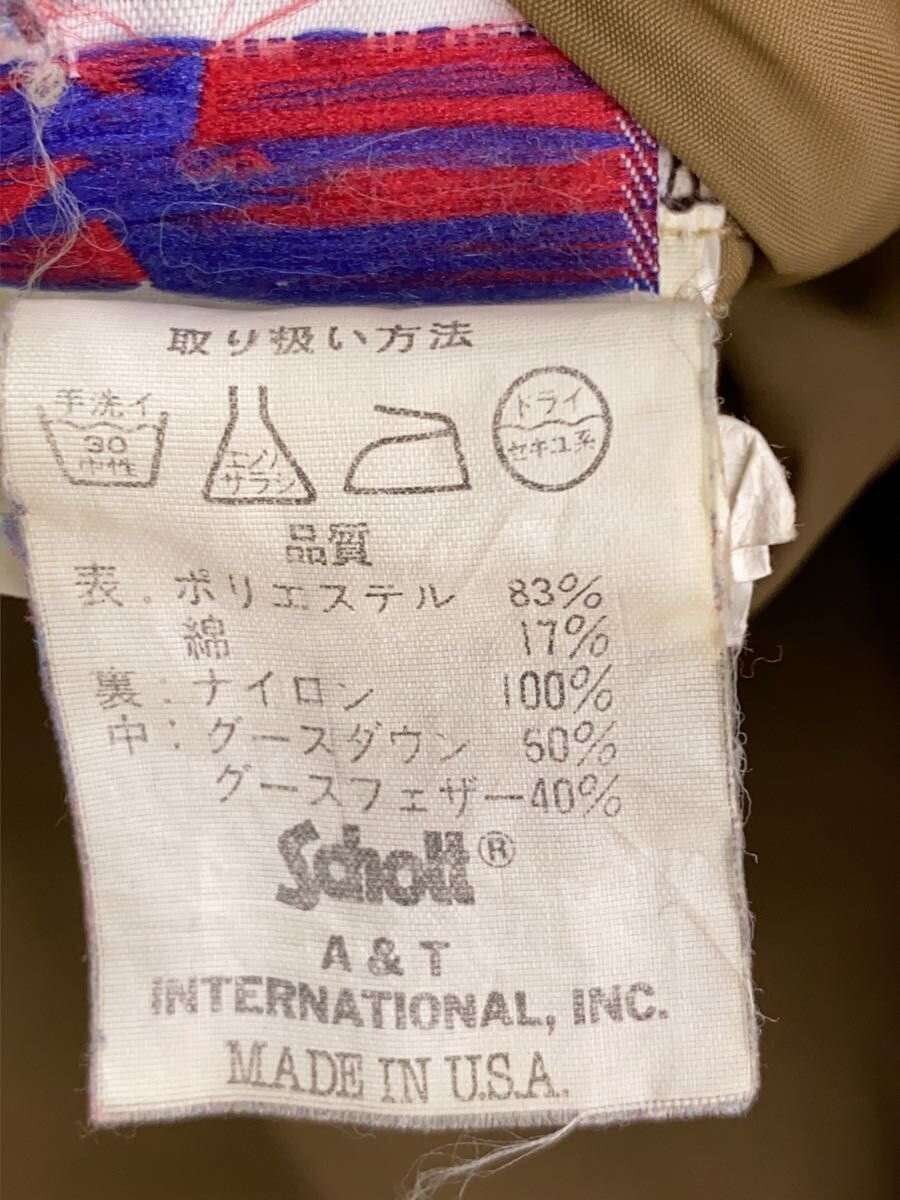 取り扱い方法
手洗イ
30
中性
エンソ
サラシ
ドライ
セキユ系
品質
表:ポリエステル 83%
綿 17%
裏:ナイロン 100%
中:グースダウン 60%
グースフェザー40%
Schott®
A & T
INTERNATIONAL, INC.
MADE IN U.S.A.